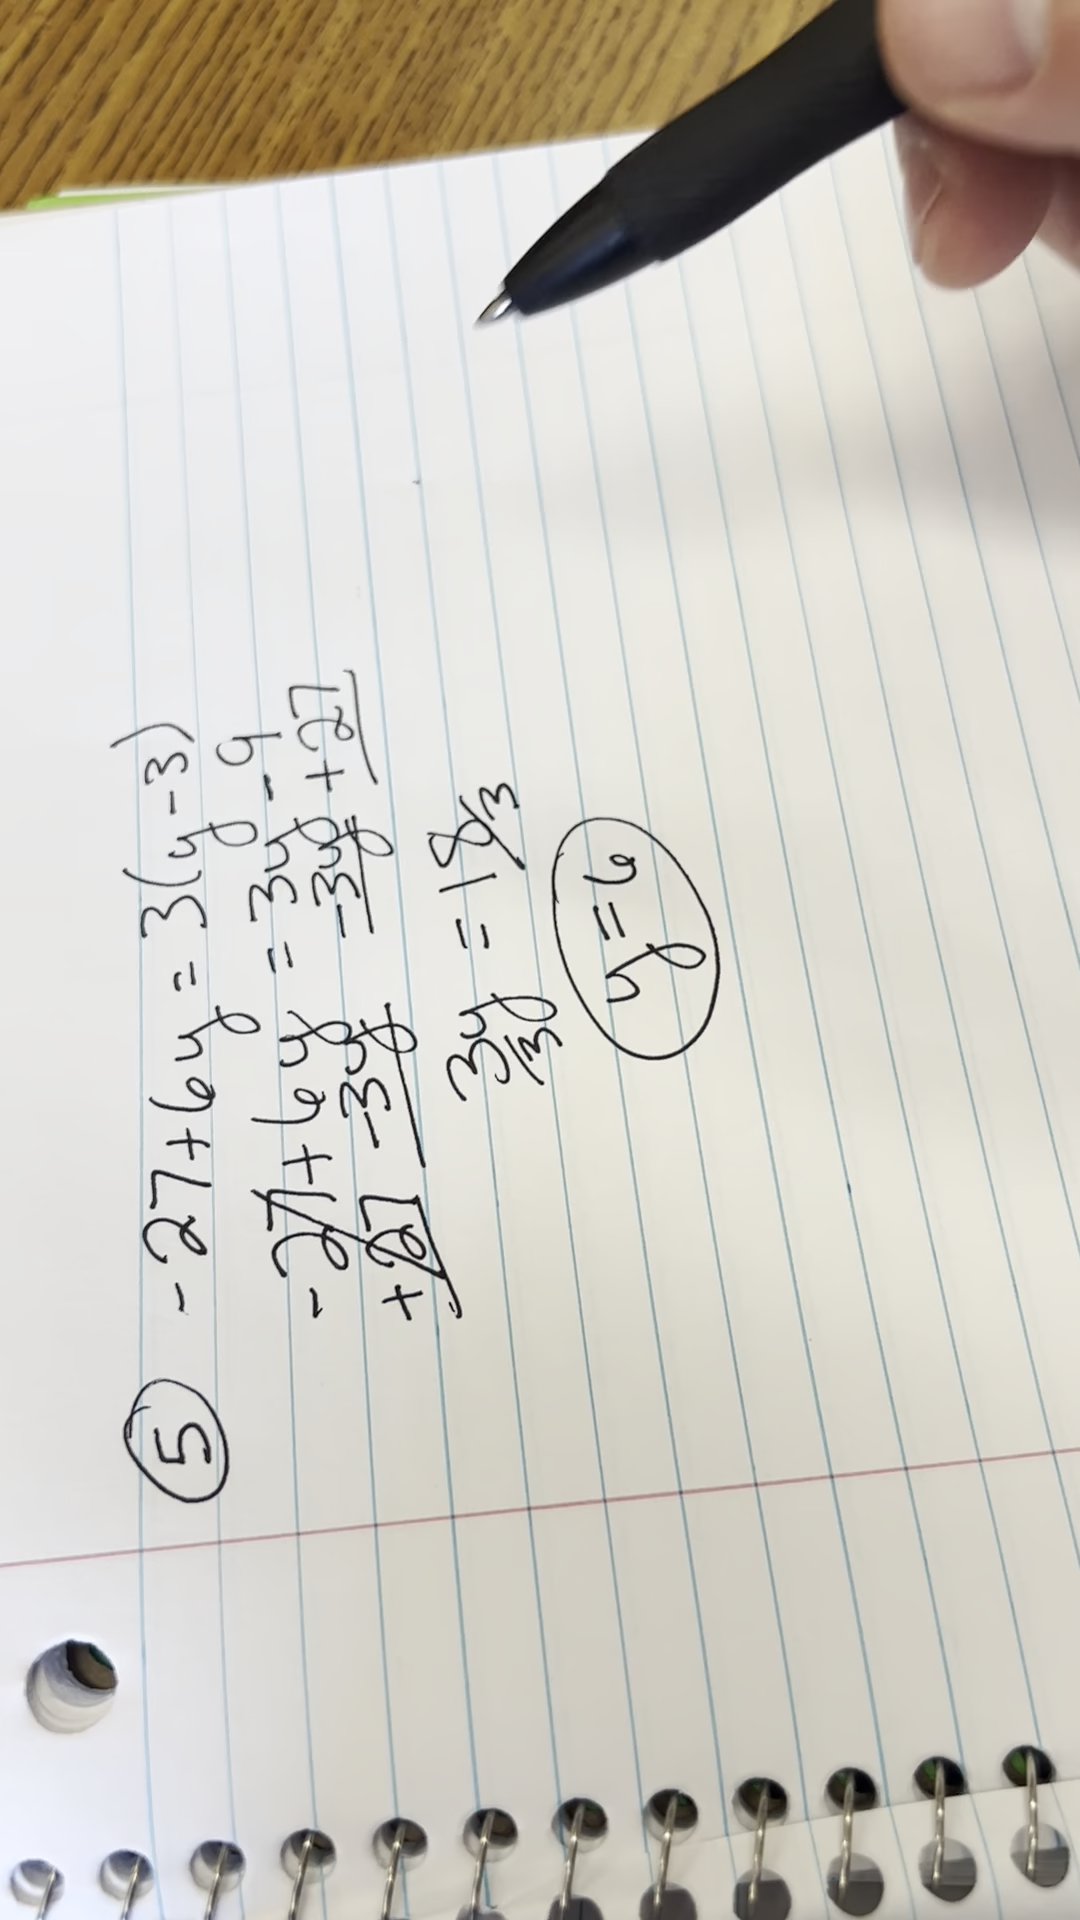 5 -27+6y = 3(y-3)
-27+6y = 3y -9
+27 -3y -3y +27
3y = 18/3
/3
y=6